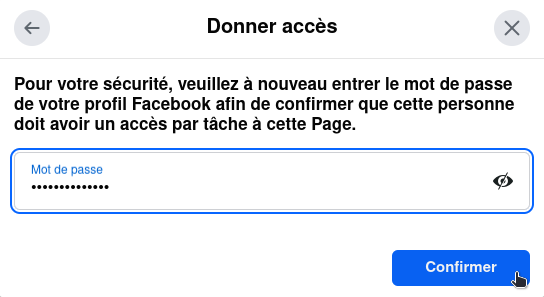 Donner accès
Pour votre sécurité, veuillez à nouveau entrer le mot de passe
de votre profil Facebook afin de confirmer que cette personne
doit avoir un accès par tâche à cette Page.
Mot de passe
••••••••••••••
Confirmer